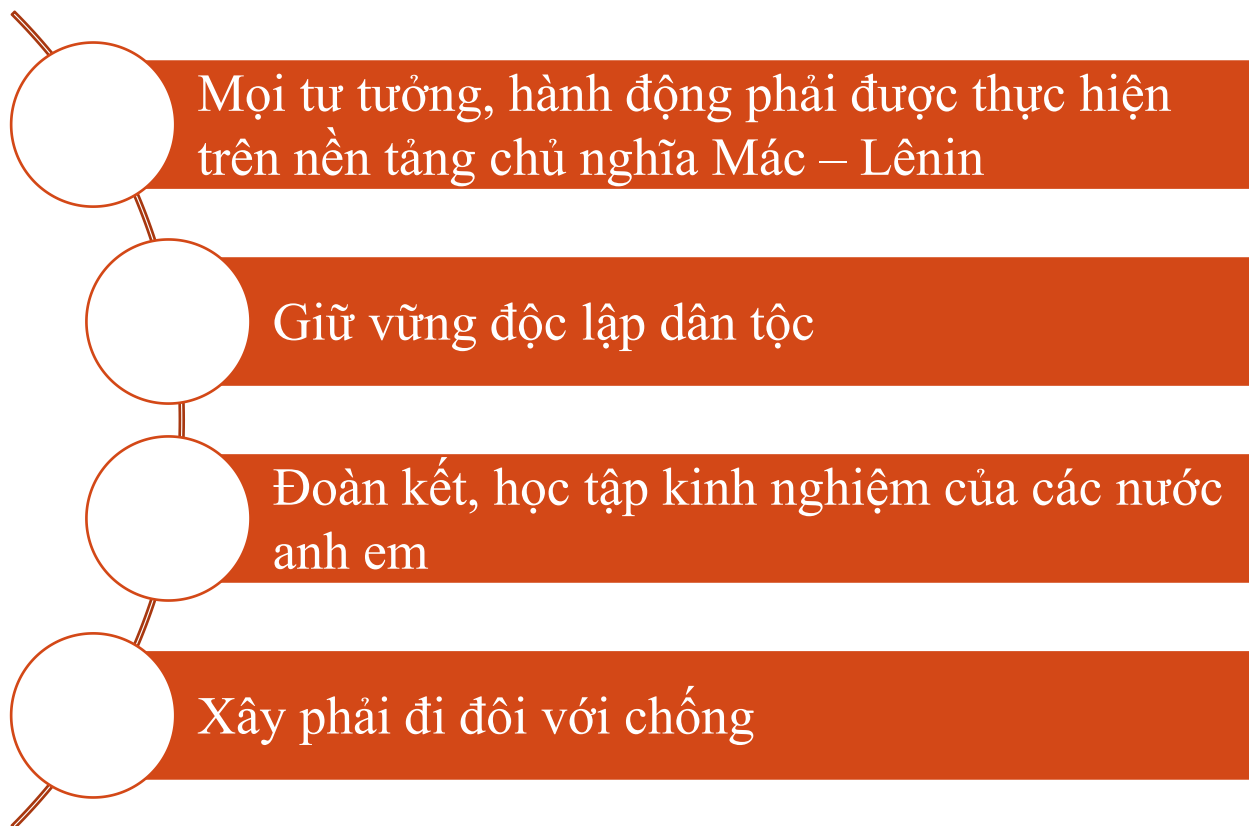 Mọi tư tưởng, hành động phải được thực hiện
trên nền tảng chủ nghĩa Mác – Lênin
Giữ vững độc lập dân tộc
Đoàn kết, học tập kinh nghiệm của các nước
anh em
Xây phải đi đôi với chống